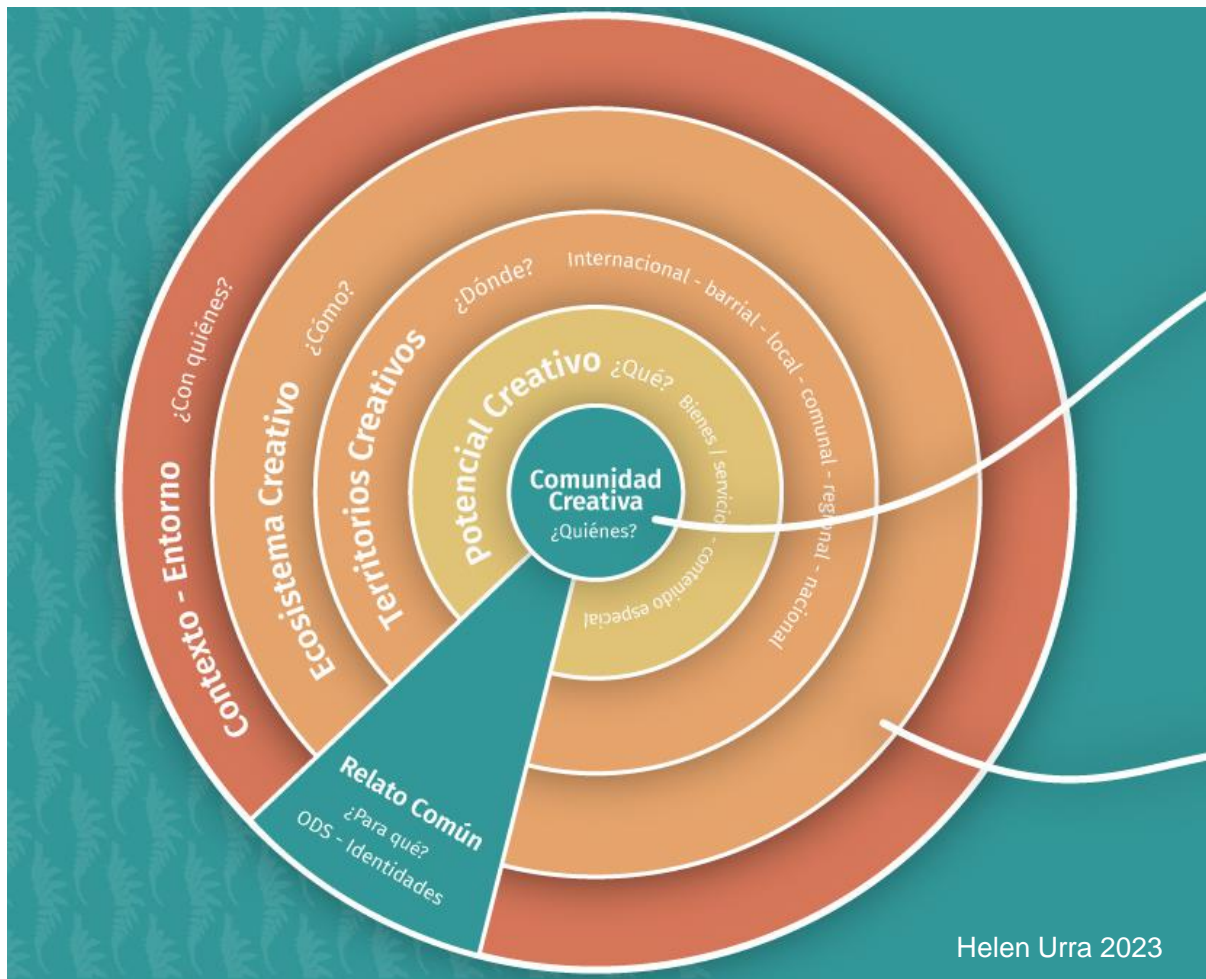 Contexto - Entorno
¿Con quiénes?
Ecosistema Creativo
¿Cómo?
Territorios Creativos
¿Dónde?
Internacional - barrial - local - comunal - regional - nacional
Potencial Creativo
¿Qué?
Bienes / servicios - contenido especial
Comunidad
Creativa
¿Quiénes?
Relato Común
¿Para qué?
ODS - Identidades
Helen Urra 2023